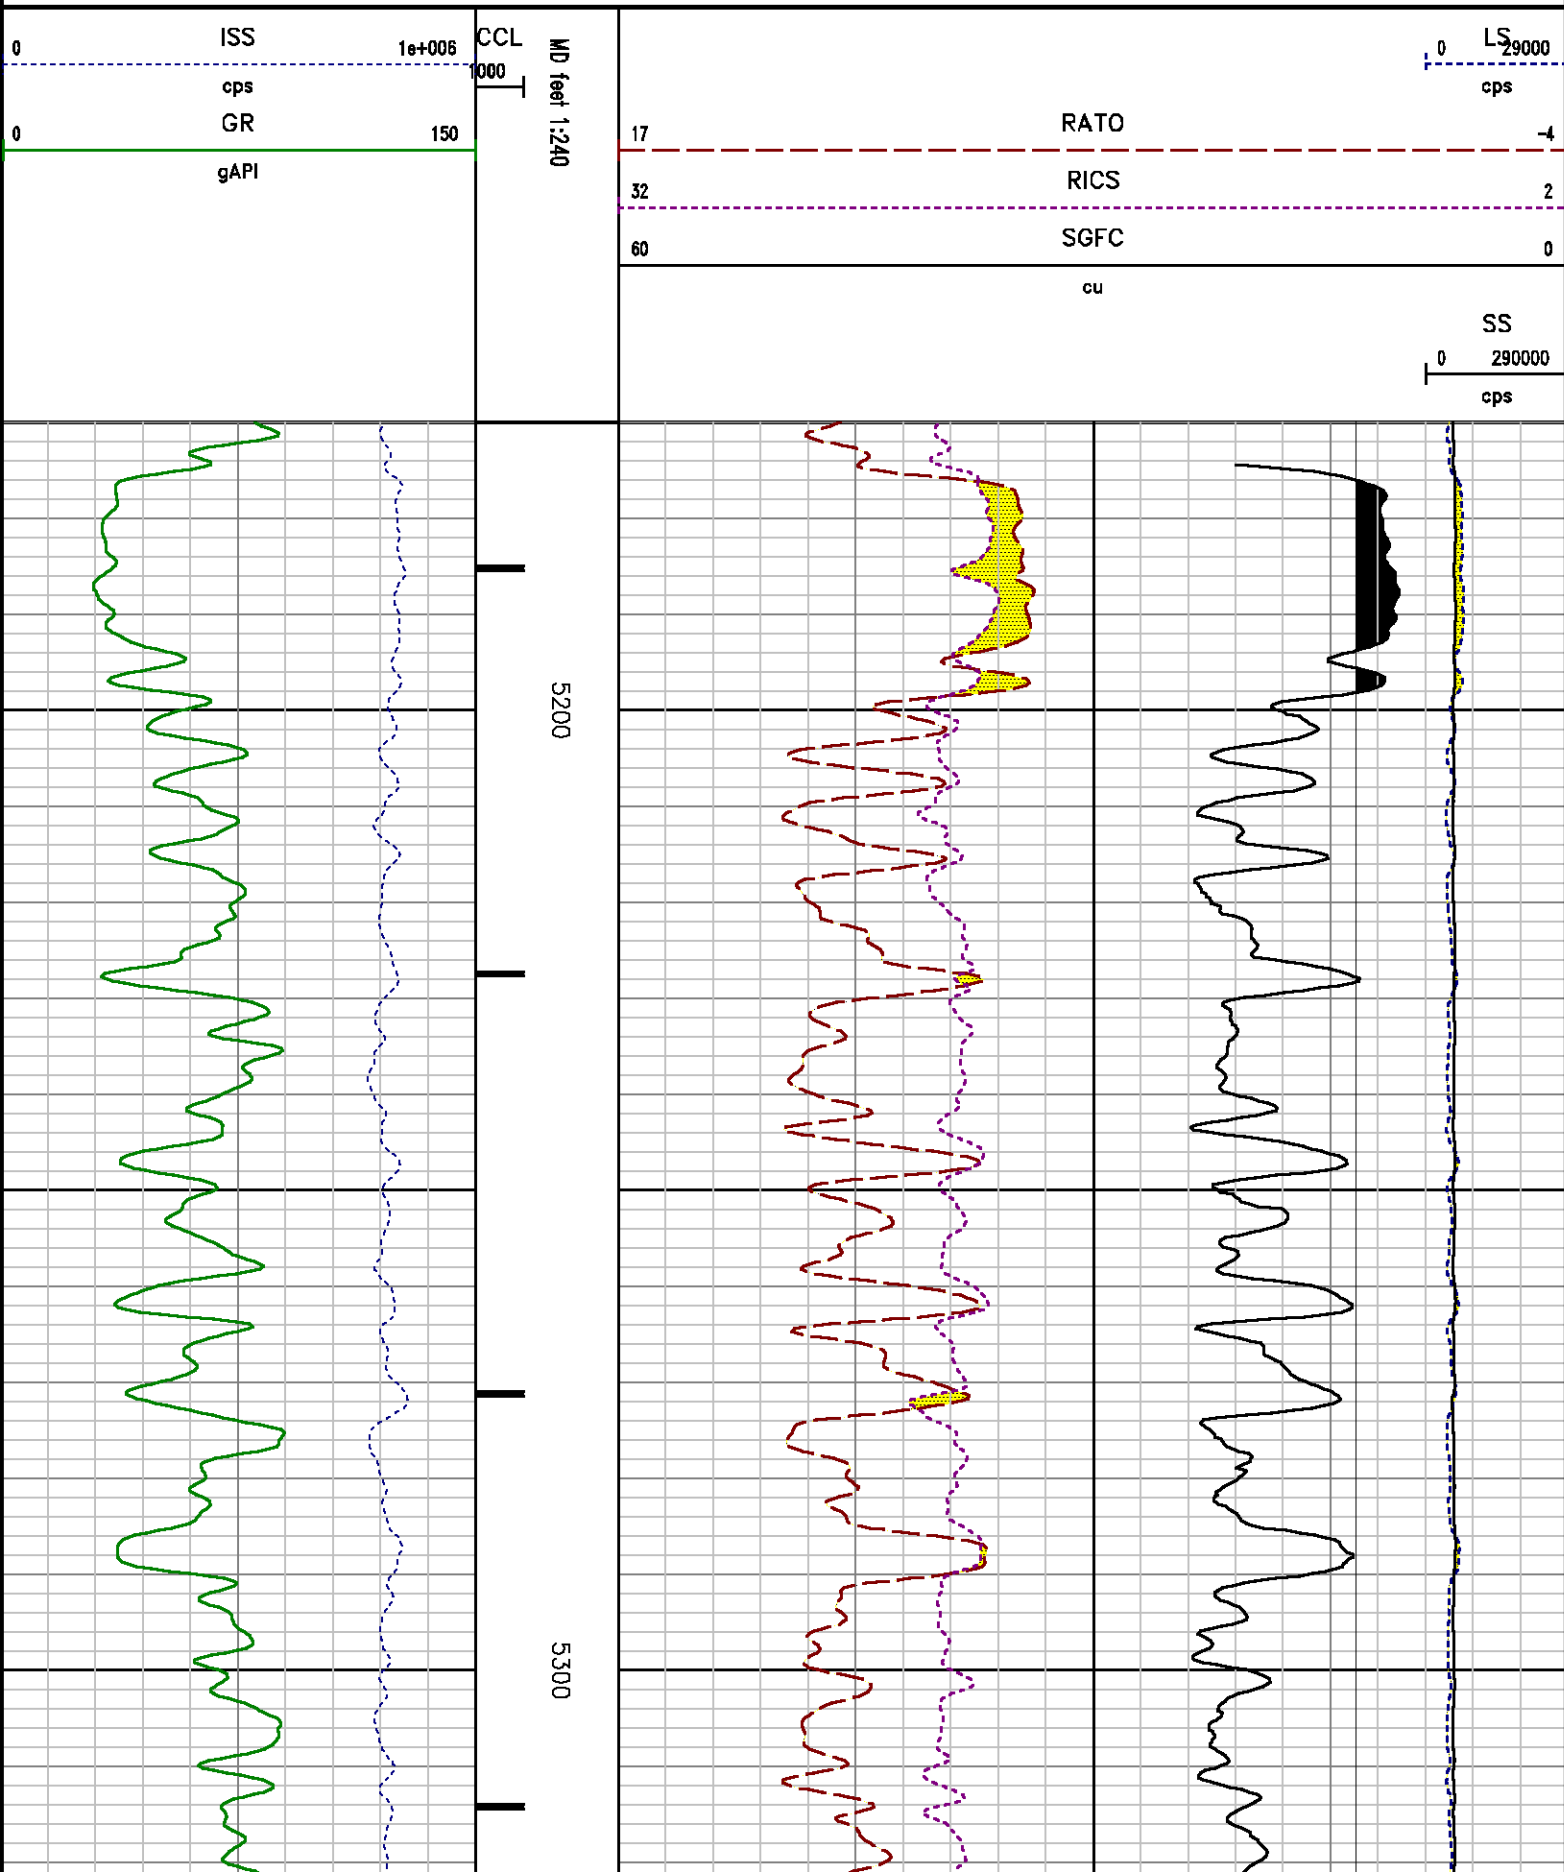 ISS
0 1e+006
cps
GR
0 150
gAPI
CCL
1000
MD feet 1:240
LS
0 29000
cps
RATO
17 -4
RICS
32 2
SGFC
60 0
cu
SS
0 290000
cps
5200
5300